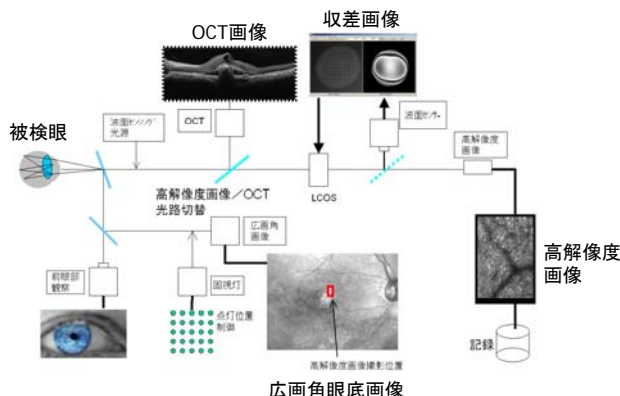 OCT画像
収差画像
被検眼
波面センシング
光源
OCT
波面センサー
高解像度
画像
LCOS
高解像度画像／OCT
光路切替
広画角
画像
高解像度
画像
前眼部
観察
固視灯
点灯位置
制御
記録
高解像度画像撮影位置
広画角眼底画像